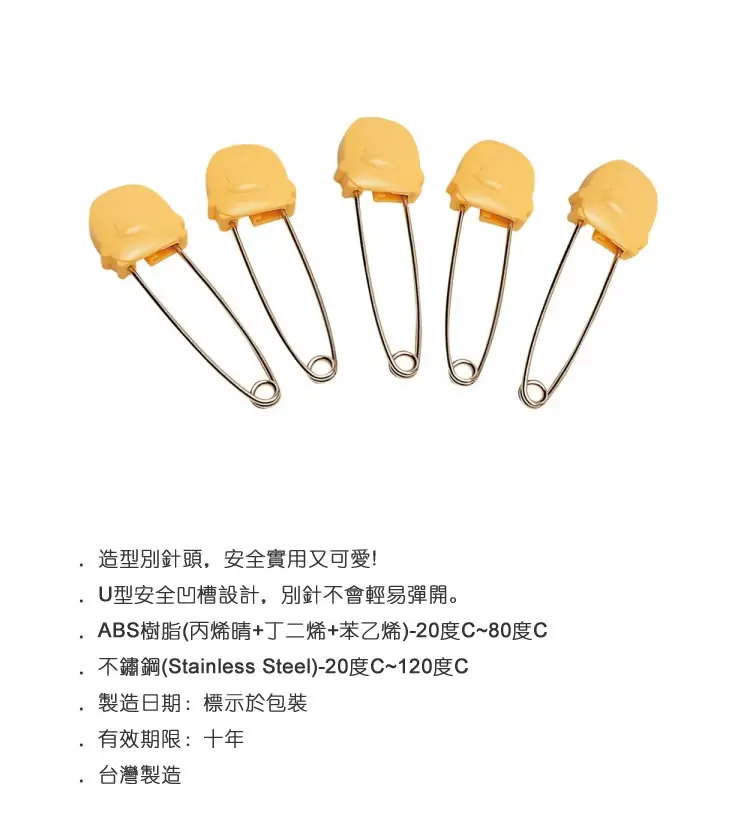 . 造型別針頭，安全實用又可愛!
. U型安全凹槽設計，別針不會輕易彈開。
. ABS樹脂(丙烯晴+丁二烯+苯乙烯)-20度C~80度C
. 不鏽鋼(Stainless Steel)-20度C~120度C
. 製造日期：標示於包裝
. 有效期限：十年
. 台灣製造